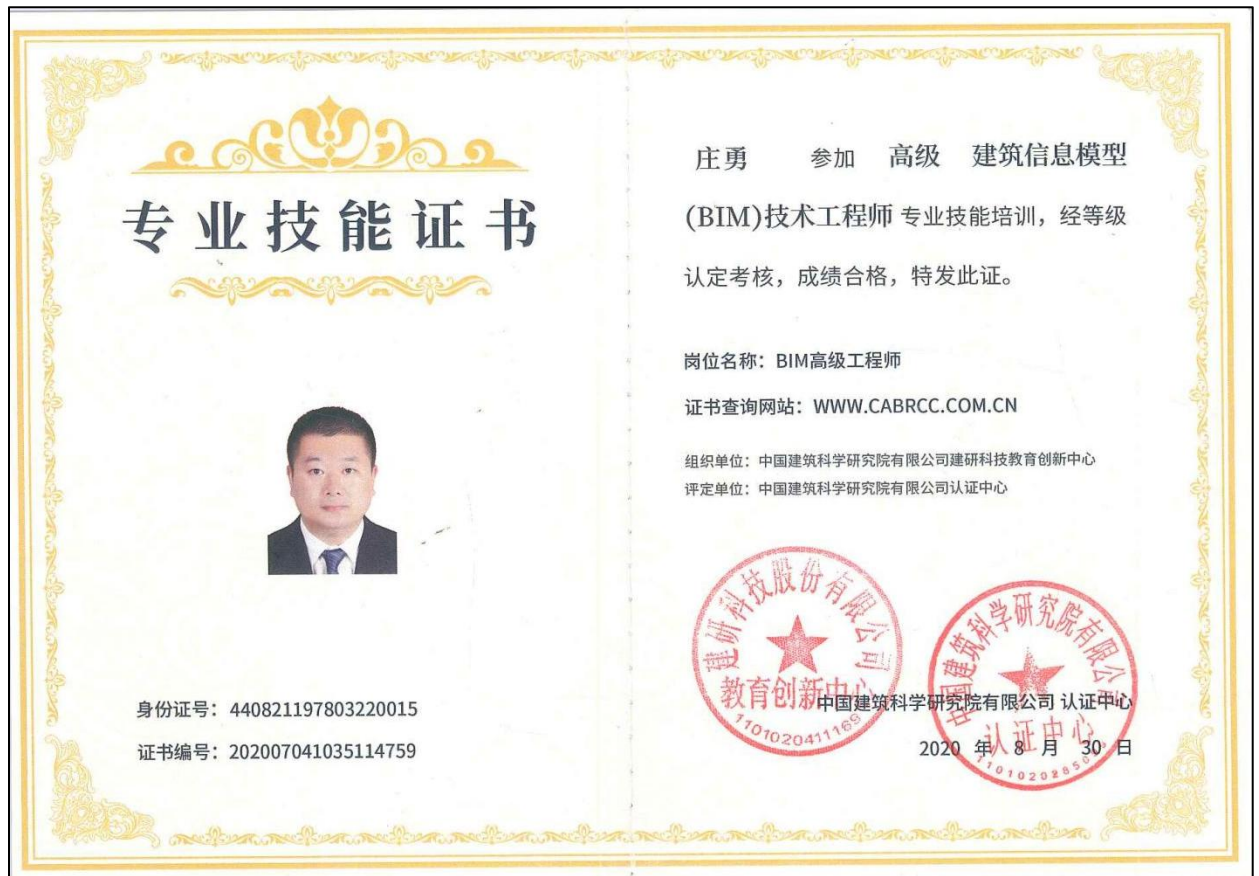 专业技能证书
身份证号：440821197803220015
证书编号：202007041035114759
庄勇 参加 高级 建筑信息模型
(BIM)技术工程师 专业技能培训，经等级
认定考核，成绩合格，特发此证。
岗位名称：BIM高级工程师
证书查询网站：WWW.CABRCC.COM.CN
组织单位：中国建筑科学研究院有限公司建研科技教育创新中心
评定单位：中国建筑科学研究院有限公司认证中心
建研科技股份有限公司
教育创新中心
中国建筑科学研究院有限公司
认证中心
中国建筑科学研究院有限公司 认证中心
2020 年 8 月 30 日